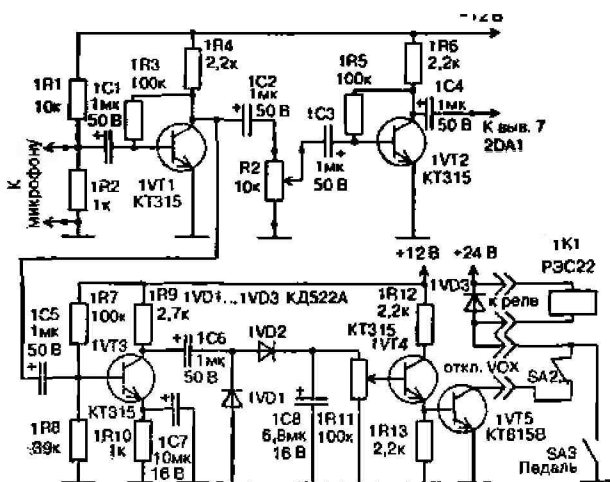 -12 В
1R1
10к
1C1
1мк
50 В
1R3
100к
1R4
2,2к
1C2
1мк
50 В
1R5
100к
1R6
2,2к
1C4
1мк
50 В
К выв. 7
2DA1
К
микрофону
1R2
1к
1VT1
КТ315
R2
10к
1C3
1мк
50 В
1VT2
КТ315
+12 В
+24 В
1K1
РЭС22
1C5
1мк
50 В
1R7
100к
1R9
2,7к
1VD1...1VD3 КД522А
1R12
2,2к
1VD3
к реле
1VT3
КТ315
1C6
1мк
50 В
1VD2
КТ315
1VT4
откл. VOX
SA2
1VD1
1R8
39к
1R10
1к
1C7
10мк
16 В
1C8
6,8мк
16 В
1R11
100к
1R13
2,2к
1VT5
КТ815В
SA3
Педаль